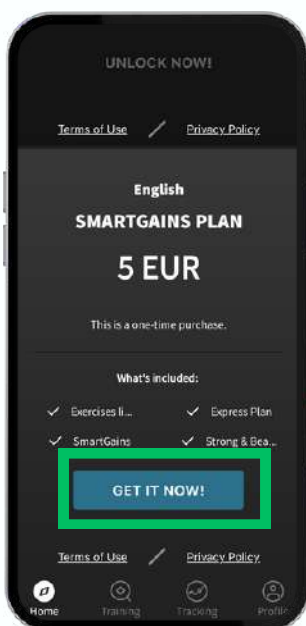 UNLOCK NOW!
Terms of Use / Privacy Policy
English
SMARTGAINS PLAN
5 EUR
This is a one-time purchase.
What's included:
✓ Exercises li... ✓ Express Plan
✓ SmartGains ✓ Strong & Bea...
GET IT NOW!
Terms of Use / Privacy Policy
Home Training Tracking Profile